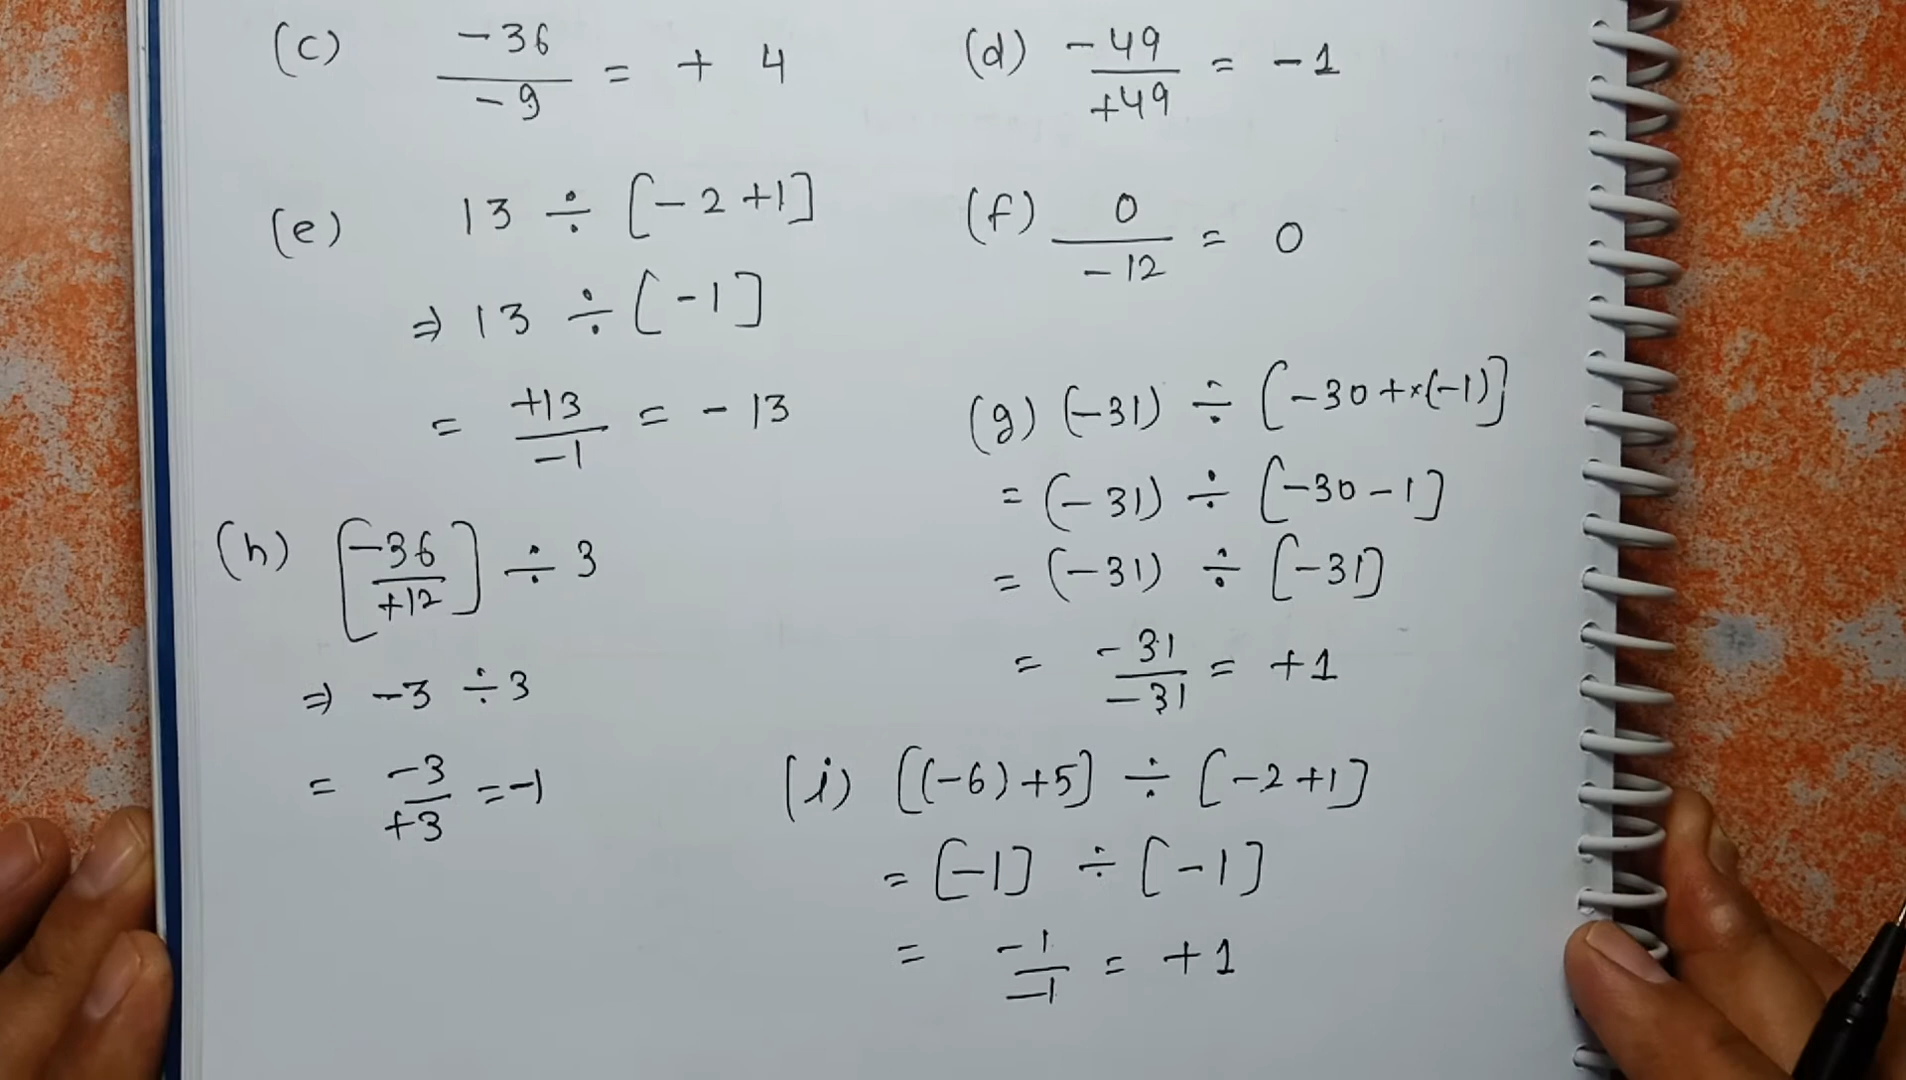 (c) -36/-9 = + 4
(d) -49/+49 = -1
(e) 13 ÷ [-2+1]
⇒ 13 ÷ [-1]
= +13/-1 = -13
(f) 0/-12 = 0
(g) (-31) ÷ [-30+×(-1)]
= (-31) ÷ [-30-1]
= (-31) ÷ [-31]
= -31/-31 = +1
(h) [-36/+12] ÷ 3
⇒ -3 ÷ 3
= -3/+3 = -1
(i) [(-6)+5] ÷ [-2+1]
= [-1] ÷ [-1]
= -1/-1 = +1